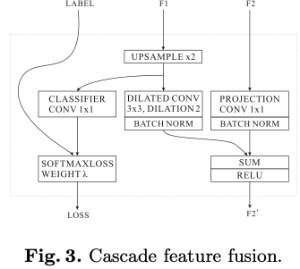 LABEL
F1
F2
UPSAMPLE x2
CLASSIFIER
CONV 1x1
DILATED CONV
3x3, DILATION 2
BATCH NORM
PROJECTION
CONV 1x1
BATCH NORM
SOFTMAXLOSS
WEIGHT λ
SUM
RELU
LOSS
F2'
Fig. 3. Cascade feature fusion.